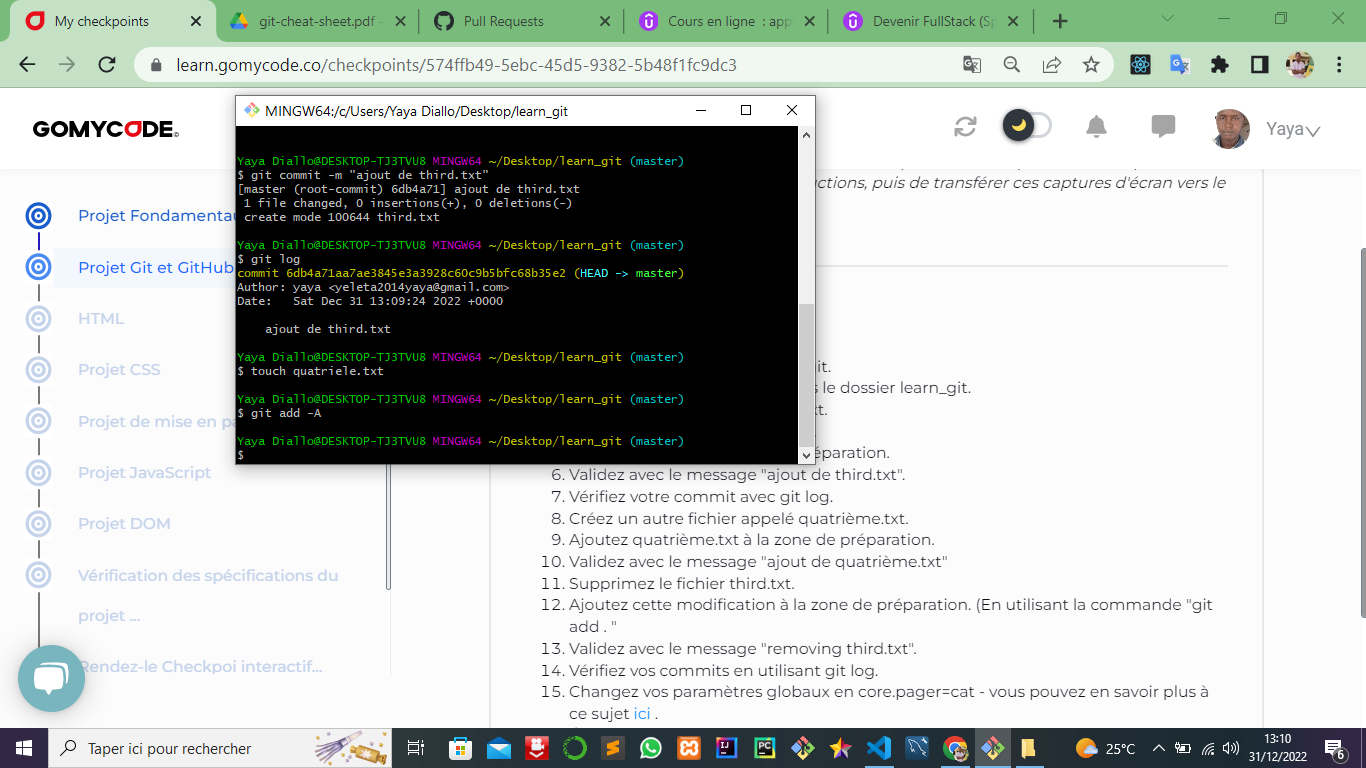 My checkpoints
git-cheat-sheet.pdf -
Pull Requests
Cours en ligne : app
Devenir FullStack (Sp
learn.gomycode.co/checkpoints/574ffb49-5ebc-45d5-9382-5b48f1fc9dc3
GOMYCODE
Yaya
MINGW64:/c/Users/Yaya Diallo/Desktop/learn_git
Yaya Diallo@DESKTOP-TJ3TVU8 MINGW64 ~/Desktop/learn_git (master)
$ git commit -m "ajout de third.txt"
[master (root-commit) 6db4a71] ajout de third.txt
1 file changed, 0 insertions(+), 0 deletions(-)
create mode 100644 third.txt
Yaya Diallo@DESKTOP-TJ3TVU8 MINGW64 ~/Desktop/learn_git (master)
$ git log
commit 6db4a71aa7ae3845e3a3928c60c9b5bfc68b35e2 (HEAD -> master)
Author: yaya <yeleta2014yaya@gmail.com>
Date:   Sat Dec 31 13:09:24 2022 +0000
ajout de third.txt
Yaya Diallo@DESKTOP-TJ3TVU8 MINGW64 ~/Desktop/learn_git (master)
$ touch quatriele.txt
Yaya Diallo@DESKTOP-TJ3TVU8 MINGW64 ~/Desktop/learn_git (master)
$ git add -A
Yaya Diallo@DESKTOP-TJ3TVU8 MINGW64 ~/Desktop/learn_git (master)
$
Projet Fondamentau
Projet Git et GitHub
HTML
Projet CSS
Projet de mise en pa
Projet JavaScript
Projet DOM
Vérification des spécifications du
projet ...
Rendez-le Checkpoi interactif...
ctions, puis de transférer ces captures d'écran vers le
it.
s le dossier learn_git.
xt.
éparation.
6. Validez avec le message "ajout de third.txt".
7. Vérifiez votre commit avec git log.
8. Créez un autre fichier appelé quatrième.txt.
9. Ajoutez quatrième.txt à la zone de préparation.
10. Validez avec le message "ajout de quatrième.txt"
11. Supprimez le fichier third.txt.
12. Ajoutez cette modification à la zone de préparation. (En utilisant la commande "git
add . "
13. Validez avec le message "removing third.txt".
14. Vérifiez vos commits en utilisant git log.
15. Changez vos paramètres globaux en core.pager=cat - vous pouvez en savoir plus à
ce sujet ici .
Taper ici pour rechercher
25°C
13:10
31/12/2022
6